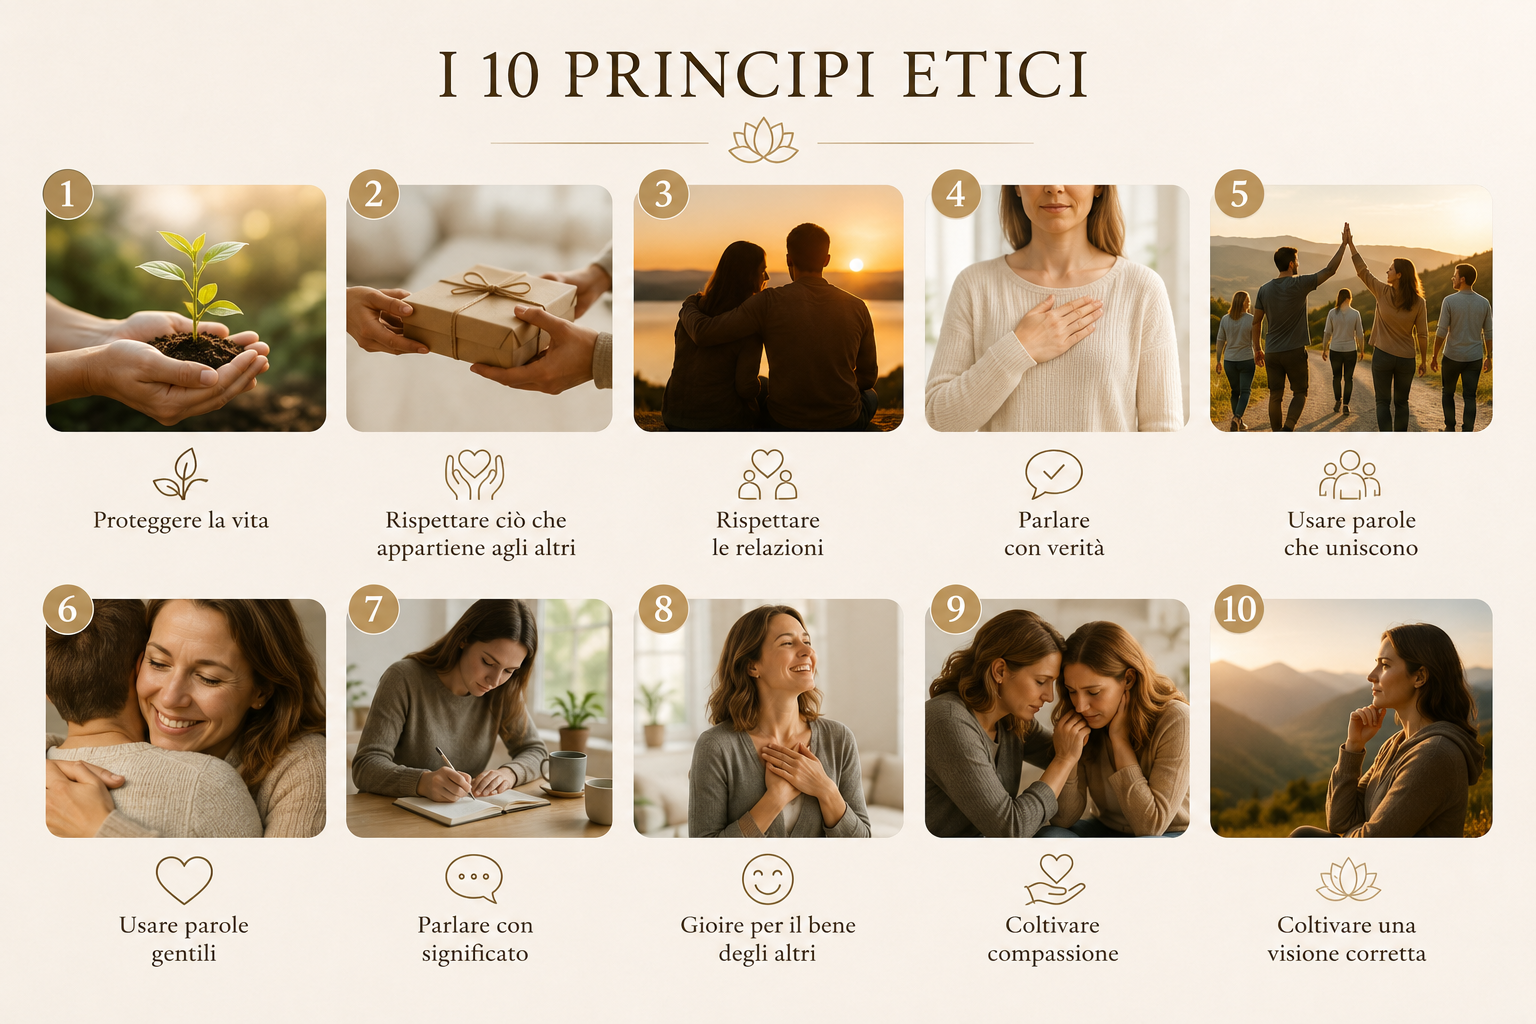 I 10 PRINCIPI ETICI
1
2
3
4
5
Proteggere la vita
Rispettare ciò che
appartiene agli altri
Rispettare
le relazioni
Parlare
con verità
Usare parole
che uniscono
6
7
8
9
10
Usare parole
gentili
Parlare con
significato
Gioire per il bene
degli altri
Coltivare
compassione
Coltivare una
visione corretta